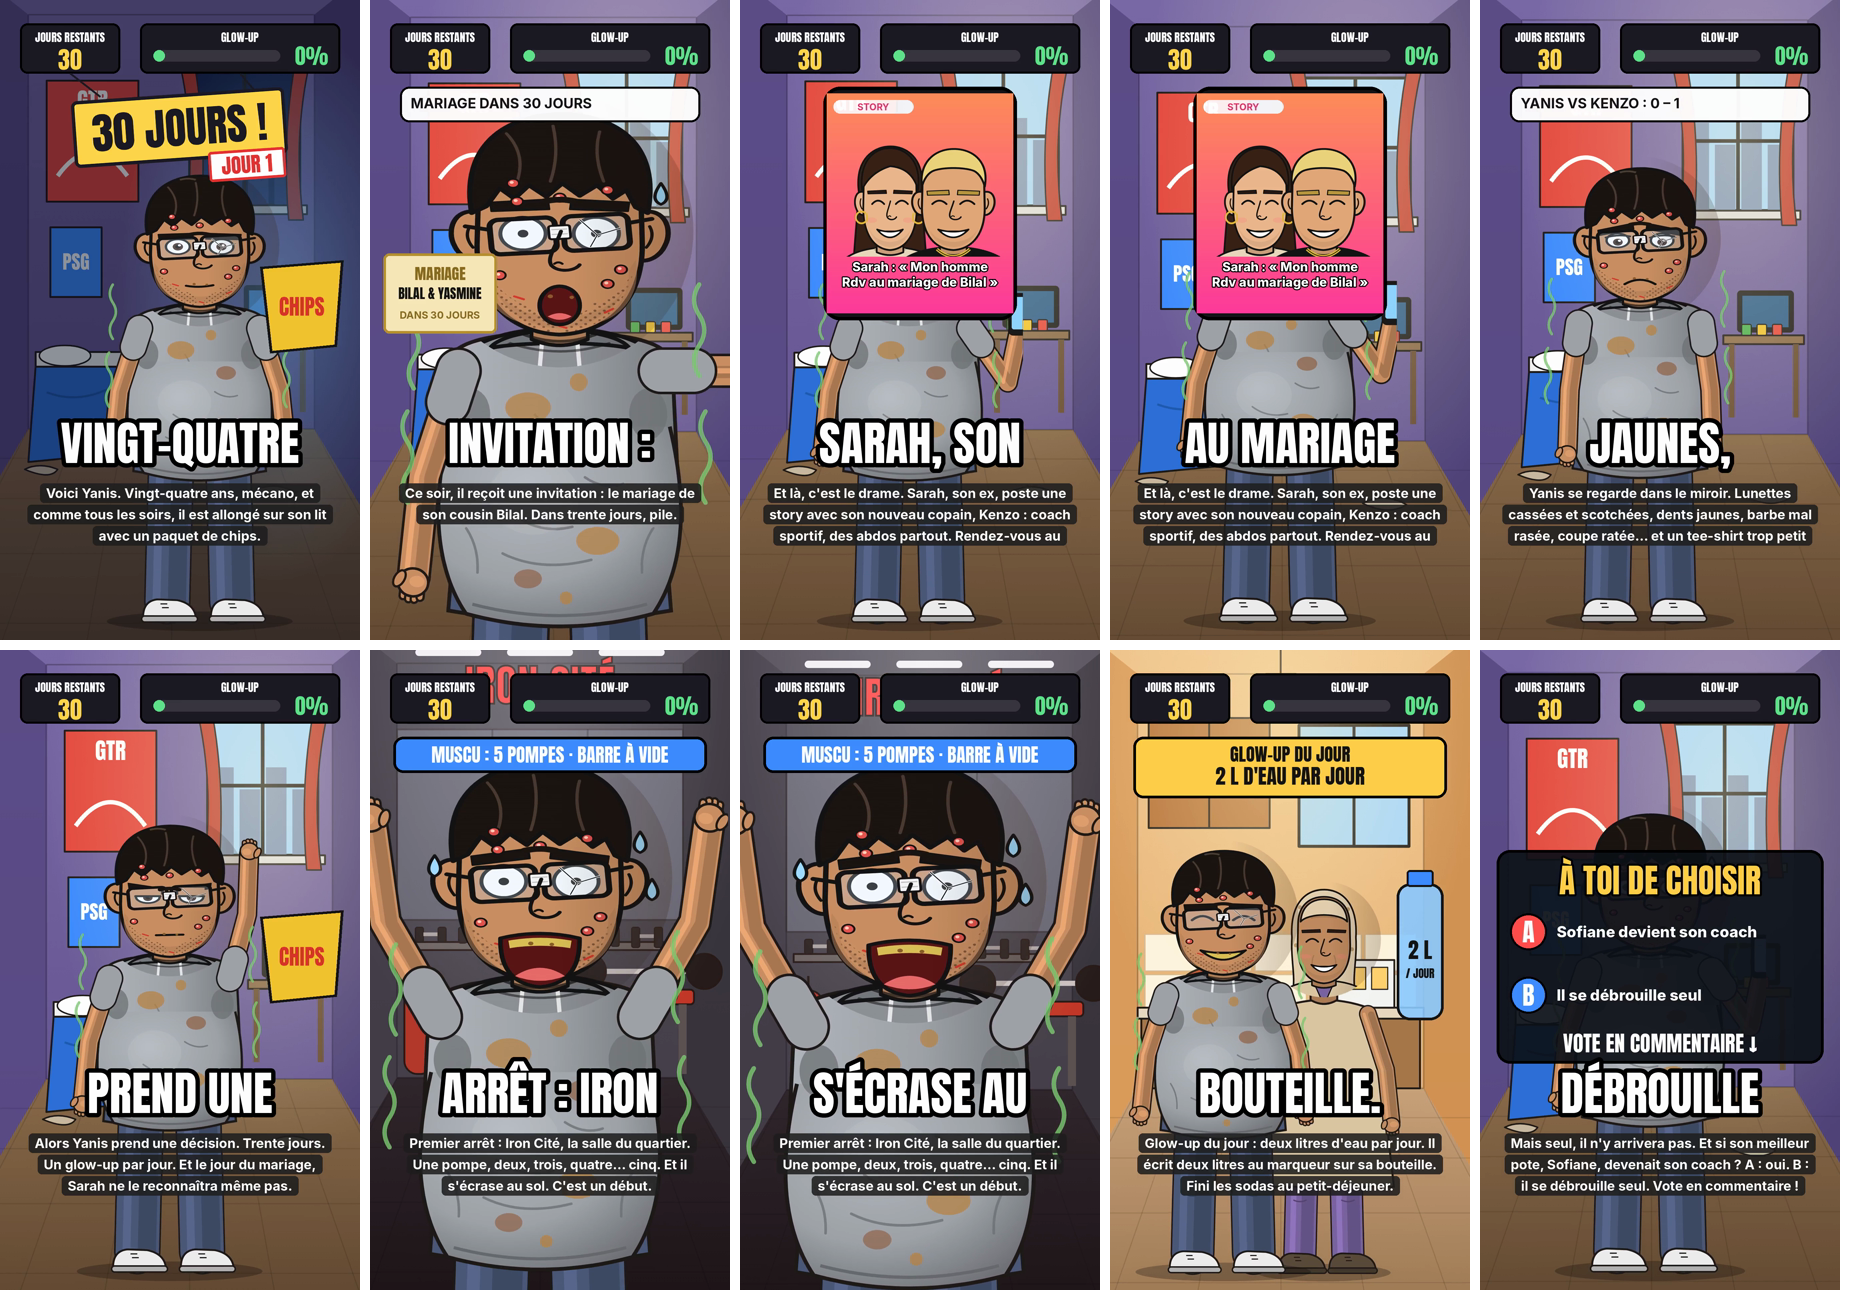 JOURS RESTANTS
30
GLOW-UP
0%
GTR
30 JOURS !
JOUR 1
PSG
CHIPS
VINGT-QUATRE
Voici Yanis. Vingt-quatre ans, mécano, et
comme tous les soirs, il est allongé sur son lit
avec un paquet de chips.
JOURS RESTANTS
30
GLOW-UP
0%
MARIAGE DANS 30 JOURS
MARIAGE
BILAL & YASMINE
DANS 30 JOURS
INVITATION :
Ce soir, il reçoit une invitation : le mariage de
son cousin Bilal. Dans trente jours, pile.
JOURS RESTANTS
30
GLOW-UP
0%
STORY
Sarah : « Mon homme
Rdv au mariage de Bilal »
SARAH, SON
Et là, c'est le drame. Sarah, son ex, poste une
story avec son nouveau copain, Kenzo : coach
sportif, des abdos partout. Rendez-vous au
JOURS RESTANTS
30
GLOW-UP
0%
STORY
Sarah : « Mon homme
Rdv au mariage de Bilal »
PSG
AU MARIAGE
Et là, c'est le drame. Sarah, son ex, poste une
story avec son nouveau copain, Kenzo : coach
sportif, des abdos partout. Rendez-vous au
JOURS RESTANTS
30
GLOW-UP
0%
YANIS VS KENZO : 0 – 1
PSG
JAUNES,
Yanis se regarde dans le miroir. Lunettes
cassées et scotchées, dents jaunes, barbe mal
rasée, coupe ratée... et un tee-shirt trop petit
JOURS RESTANTS
30
GLOW-UP
0%
GTR
PSG
CHIPS
PREND UNE
Alors Yanis prend une décision. Trente jours.
Un glow-up par jour. Et le jour du mariage,
Sarah ne le reconnaîtra même pas.
IRON CITÉ
JOURS RESTANTS
30
GLOW-UP
0%
MUSCU : 5 POMPES · BARRE À VIDE
ARRÊT : IRON
Premier arrêt : Iron Cité, la salle du quartier.
Une pompe, deux, trois, quatre... cinq. Et il
s'écrase au sol. C'est un début.
JOURS RESTANTS
30
GLOW-UP
0%
MUSCU : 5 POMPES · BARRE À VIDE
S'ÉCRASE AU
Premier arrêt : Iron Cité, la salle du quartier.
Une pompe, deux, trois, quatre... cinq. Et il
s'écrase au sol. C'est un début.
JOURS RESTANTS
30
GLOW-UP
0%
GLOW-UP DU JOUR
2 L D'EAU PAR JOUR
2 L
/ JOUR
BOUTEILLE.
Glow-up du jour : deux litres d'eau par jour. Il
écrit deux litres au marqueur sur sa bouteille.
Fini les sodas au petit-déjeuner.
JOURS RESTANTS
30
GLOW-UP
0%
GTR
À TOI DE CHOISIR
A Sofiane devient son coach
B Il se débrouille seul
VOTE EN COMMENTAIRE ↓
DÉBROUILLE
Mais seul, il n'y arrivera pas. Et si son meilleur
pote, Sofiane, devenait son coach ? A : oui. B :
il se débrouille seul. Vote en commentaire !